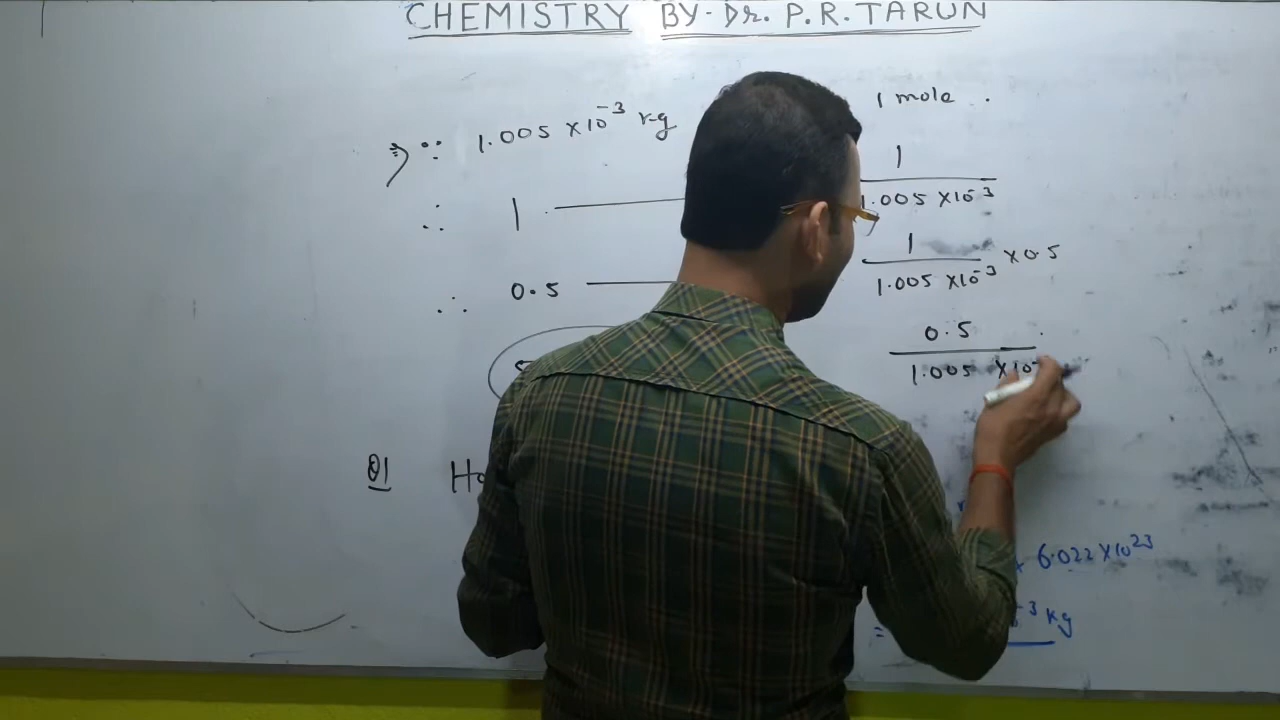 CHEMISTRY BY- Dr. P.R. TARUN
⇒ ∵ 1.005 ×10⁻³ kg 1 mole .
∴ 1 1
1.005 ×10⁻³
∴ 0.5 1
1.005 ×10⁻³ ×0.5
0.5
1.005 ×10⁻
Q1
6.022×10²³
= ⁻³ kg